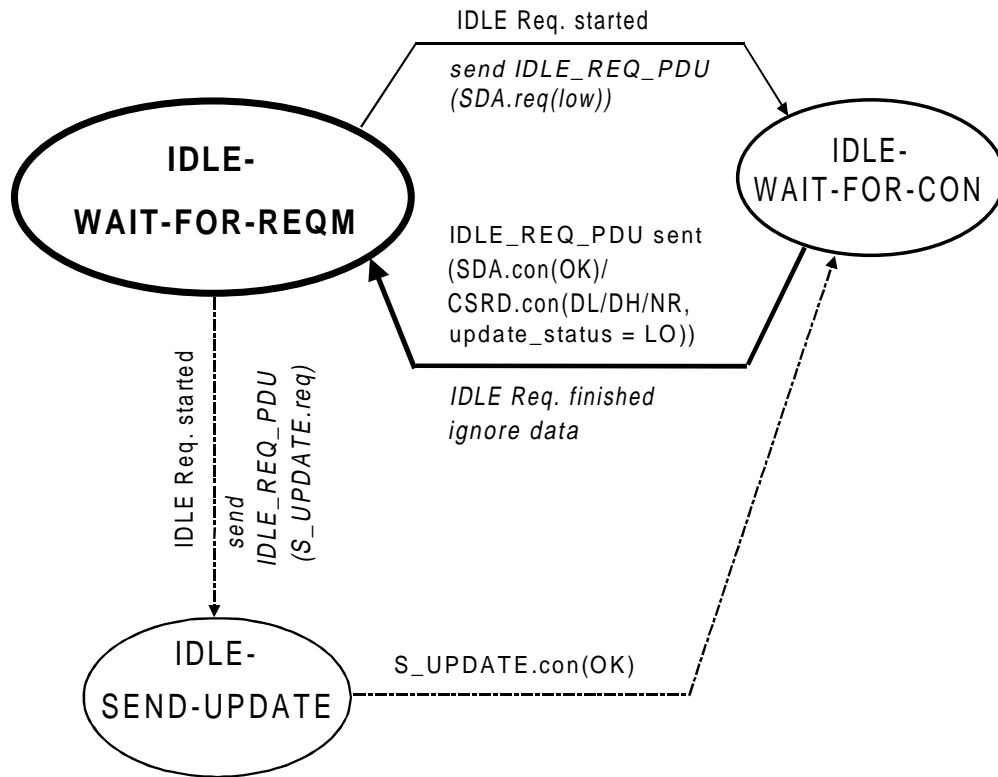 IDLE Req. started
send IDLE_REQ_PDU
(SDA.req(low))
IDLE-
WAIT-FOR-REQM
IDLE-
WAIT-FOR-CON
IDLE_REQ_PDU sent
(SDA.con(OK)/
CSRD.con(DL/DH/NR,
update_status = LO))
IDLE Req. finished
ignore data
IDLE Req. started
send
IDLE_REQ_PDU
(S_UPDATE.req)
IDLE-
SEND-UPDATE
S_UPDATE.con(OK)